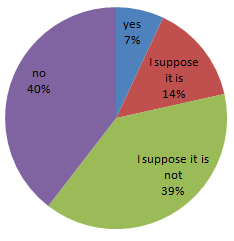 yes
7%
I suppose
it is
14%
I suppose it is
not
39%
no
40%